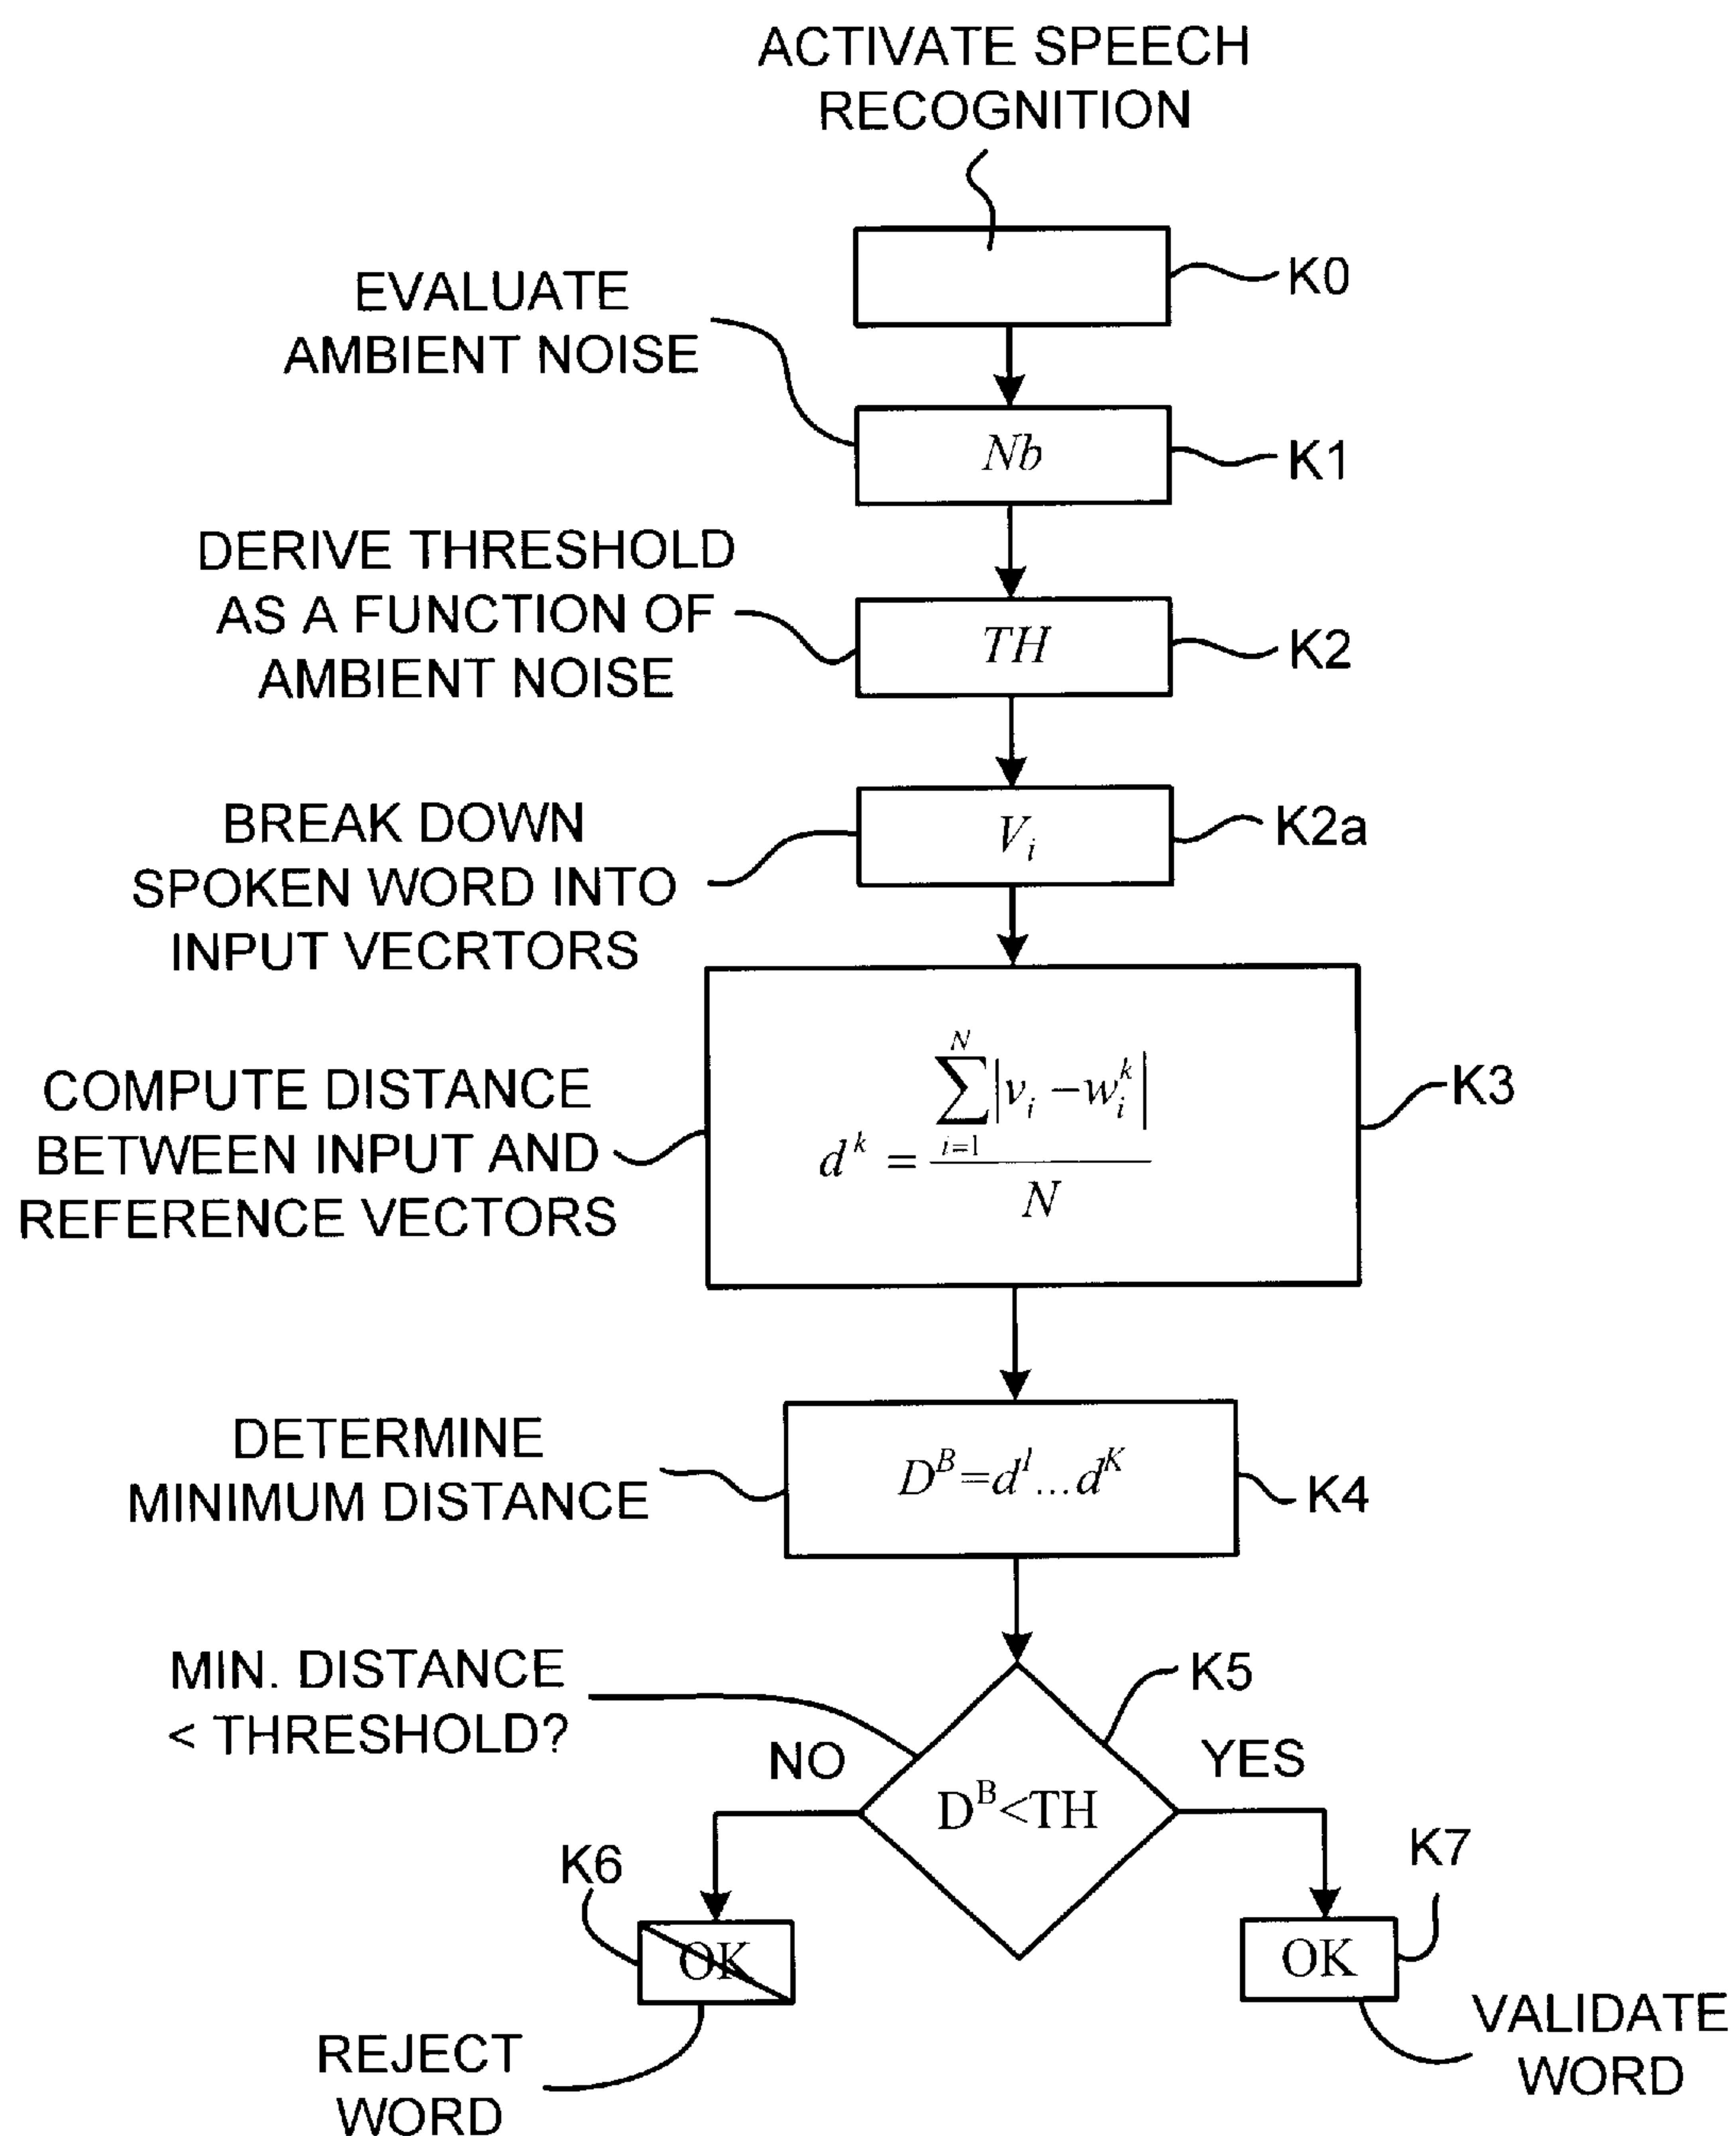 ACTIVATE SPEECH
RECOGNITION
K0
EVALUATE
AMBIENT NOISE
Nb
K1
DERIVE THRESHOLD
AS A FUNCTION OF
AMBIENT NOISE
TH
K2
BREAK DOWN
SPOKEN WORD INTO
INPUT VECRTORS
V_i
K2a
COMPUTE DISTANCE
BETWEEN INPUT AND
REFERENCE VECTORS
d^k = \frac{\sum_{i=1}^{N} |v_i - w_i^k|}{N}
K3
DETERMINE
MINIMUM DISTANCE
D^B=d^1...d^K
K4
MIN. DISTANCE
< THRESHOLD?
K5
NO
YES
D^B<TH
K6
OK
REJECT
WORD
K7
OK
VALIDATE
WORD